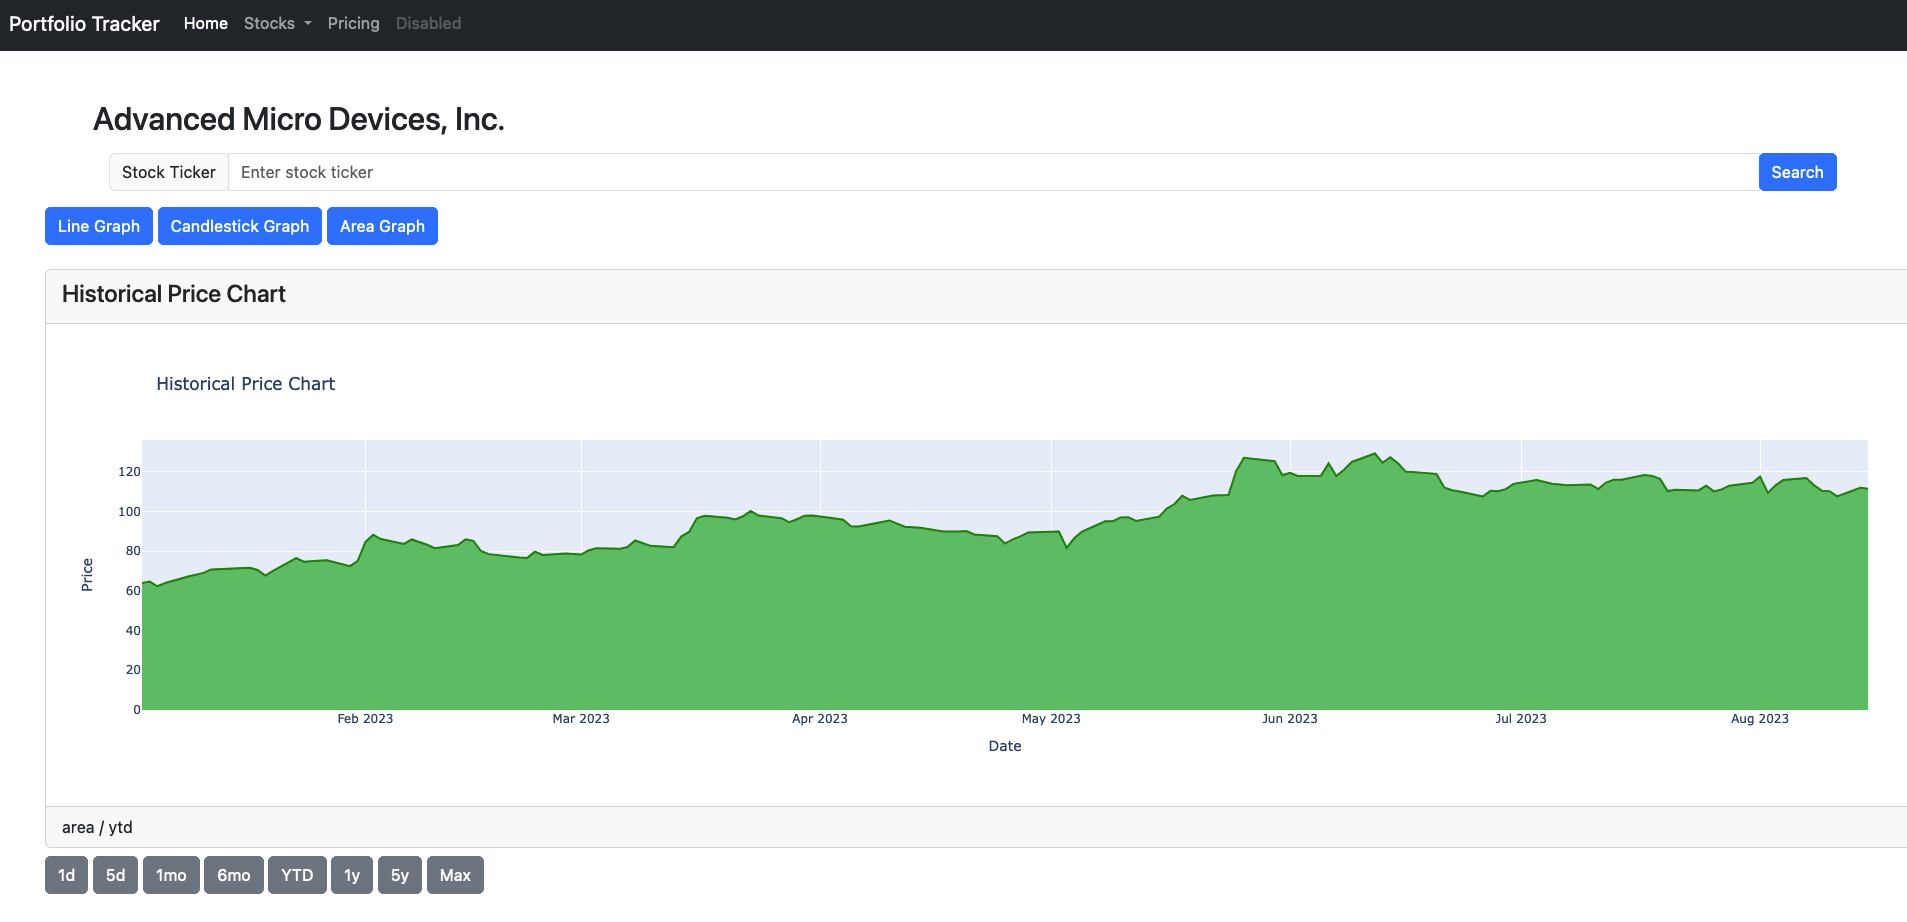 Portfolio Tracker Home Stocks Pricing Disabled
Advanced Micro Devices, Inc.
Stock Ticker Enter stock ticker Search
Line Graph Candlestick Graph Area Graph
Historical Price Chart
Historical Price Chart
120
100
80
60
40
20
0
Price
Feb 2023 Mar 2023 Apr 2023 May 2023 Jun 2023 Jul 2023 Aug 2023
Date
area / ytd
1d 5d 1mo 6mo YTD 1y 5y Max